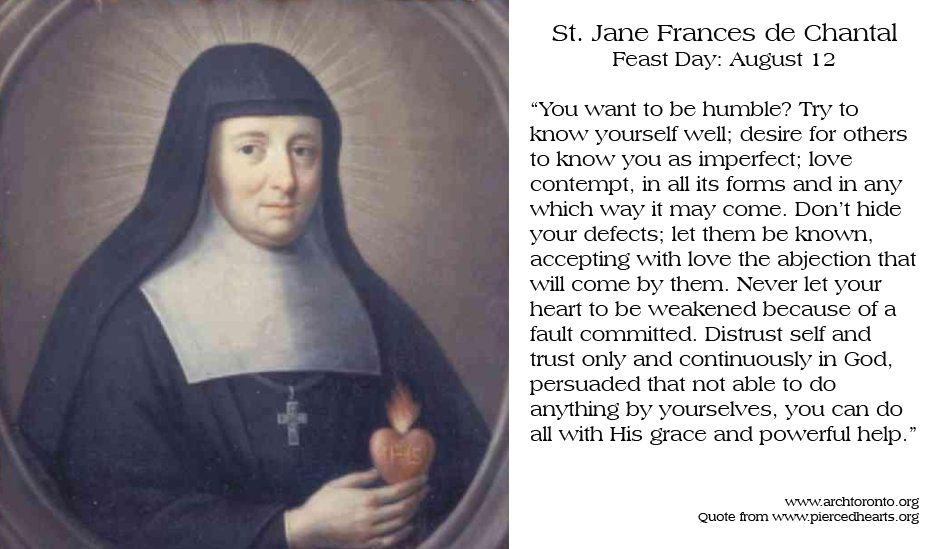 St. Jane Frances de Chantal
Feast Day: August 12
“You want to be humble? Try to
know yourself well; desire for others
to know you as imperfect; love
contempt, in all its forms and in any
which way it may come. Don’t hide
your defects; let them be known,
accepting with love the abjection that
will come by them. Never let your
heart to be weakened because of a
fault committed. Distrust self and
trust only and continuously in God,
persuaded that not able to do
anything by yourselves, you can do
all with His grace and powerful help.”
IHS
www.archtoronto.org
Quote from www.piercedhearts.org